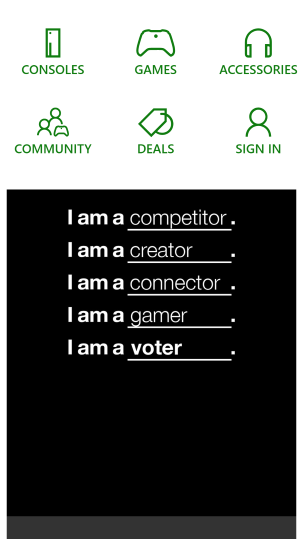 CONSOLES GAMES ACCESSORIES
COMMUNITY DEALS SIGN IN
I am a competitor.
I am a creator.
I am a connector.
I am a gamer.
I am a voter.